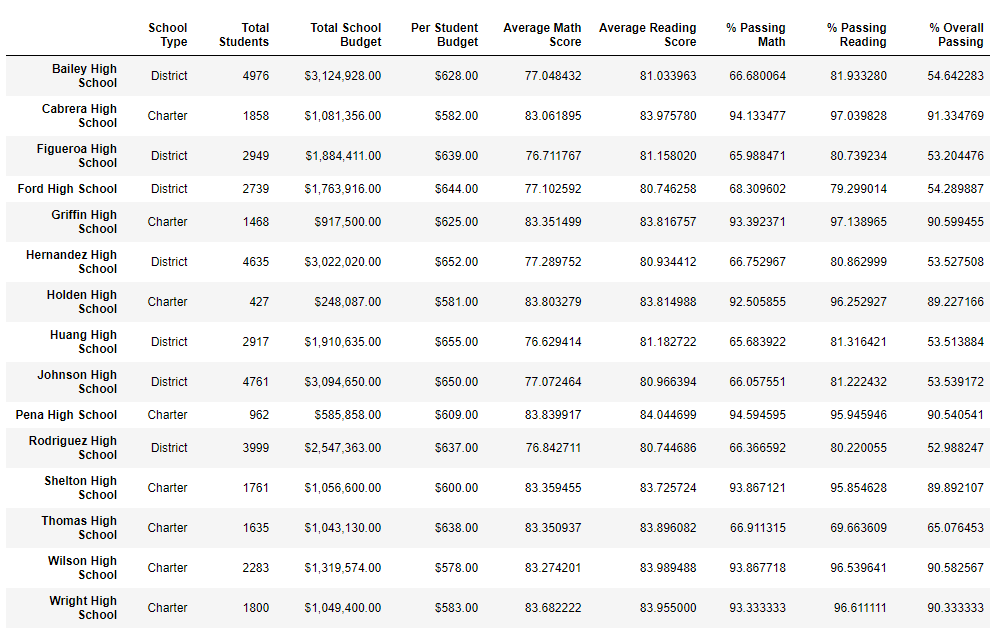 School Type Total Students Total School Budget Per Student Budget Average Math Score Average Reading Score % Passing Math % Passing Reading % Overall Passing
Bailey High School District 4976 $3,124,928.00 $628.00 77.048432 81.033963 66.680064 81.933280 54.642283
Cabrera High School Charter 1858 $1,081,356.00 $582.00 83.061895 83.975780 94.133477 97.039828 91.334769
Figueroa High School District 2949 $1,884,411.00 $639.00 76.711767 81.158020 65.988471 80.739234 53.204476
Ford High School District 2739 $1,763,916.00 $644.00 77.102592 80.746258 68.309602 79.299014 54.289887
Griffin High School Charter 1468 $917,500.00 $625.00 83.351499 83.816757 93.392371 97.138965 90.599455
Hernandez High School District 4635 $3,022,020.00 $652.00 77.289752 80.934412 66.752967 80.862999 53.527508
Holden High School Charter 427 $248,087.00 $581.00 83.803279 83.814988 92.505855 96.252927 89.227166
Huang High School District 2917 $1,910,635.00 $655.00 76.629414 81.182722 65.683922 81.316421 53.513884
Johnson High School District 4761 $3,094,650.00 $650.00 77.072464 80.966394 66.057551 81.222432 53.539172
Pena High School Charter 962 $585,858.00 $609.00 83.839917 84.044699 94.594595 95.945946 90.540541
Rodriguez High School District 3999 $2,547,363.00 $637.00 76.842711 80.744686 66.366592 80.220055 52.988247
Shelton High School Charter 1761 $1,056,600.00 $600.00 83.359455 83.725724 93.867121 95.854628 89.892107
Thomas High School Charter 1635 $1,043,130.00 $638.00 83.350937 83.896082 66.911315 69.663609 65.076453
Wilson High School Charter 2283 $1,319,574.00 $578.00 83.274201 83.989488 93.867718 96.539641 90.582567
Wright High School Charter 1800 $1,049,400.00 $583.00 83.682222 83.955000 93.333333 96.611111 90.333333